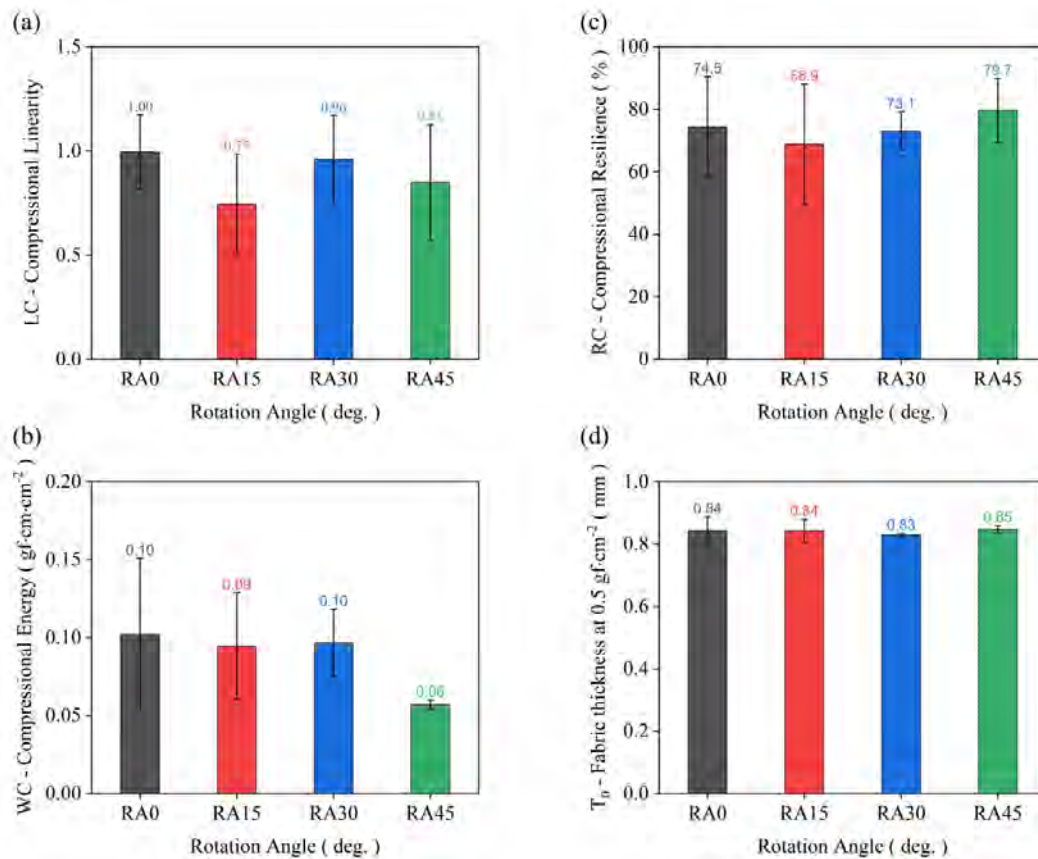 (a)
1.5
1.0
0.5
0.0
LC - Compressional Linearity
1.00
0.96
RA0
RA15
RA30
RA45
Rotation Angle ( deg. )
(c)
100
80
60
40
20
0
RC - Compressional Resilience ( % )
74.5
68.9
73.1
79.7
RA0
RA15
RA30
RA45
Rotation Angle ( deg. )
(b)
0.20
0.15
0.10
0.05
0.00
WC - Compressional Energy ( gf·cm·cm⁻² )
0.10
0.09
0.10
0.06
RA0
RA15
RA30
RA45
Rotation Angle ( deg. )
(d)
1.0
0.8
0.6
0.4
0.2
0.0
T₀ - Fabric thickness at 0.5 gf·cm⁻² ( mm )
0.84
0.84
0.83
0.85
RA0
RA15
RA30
RA45
Rotation Angle ( deg. )